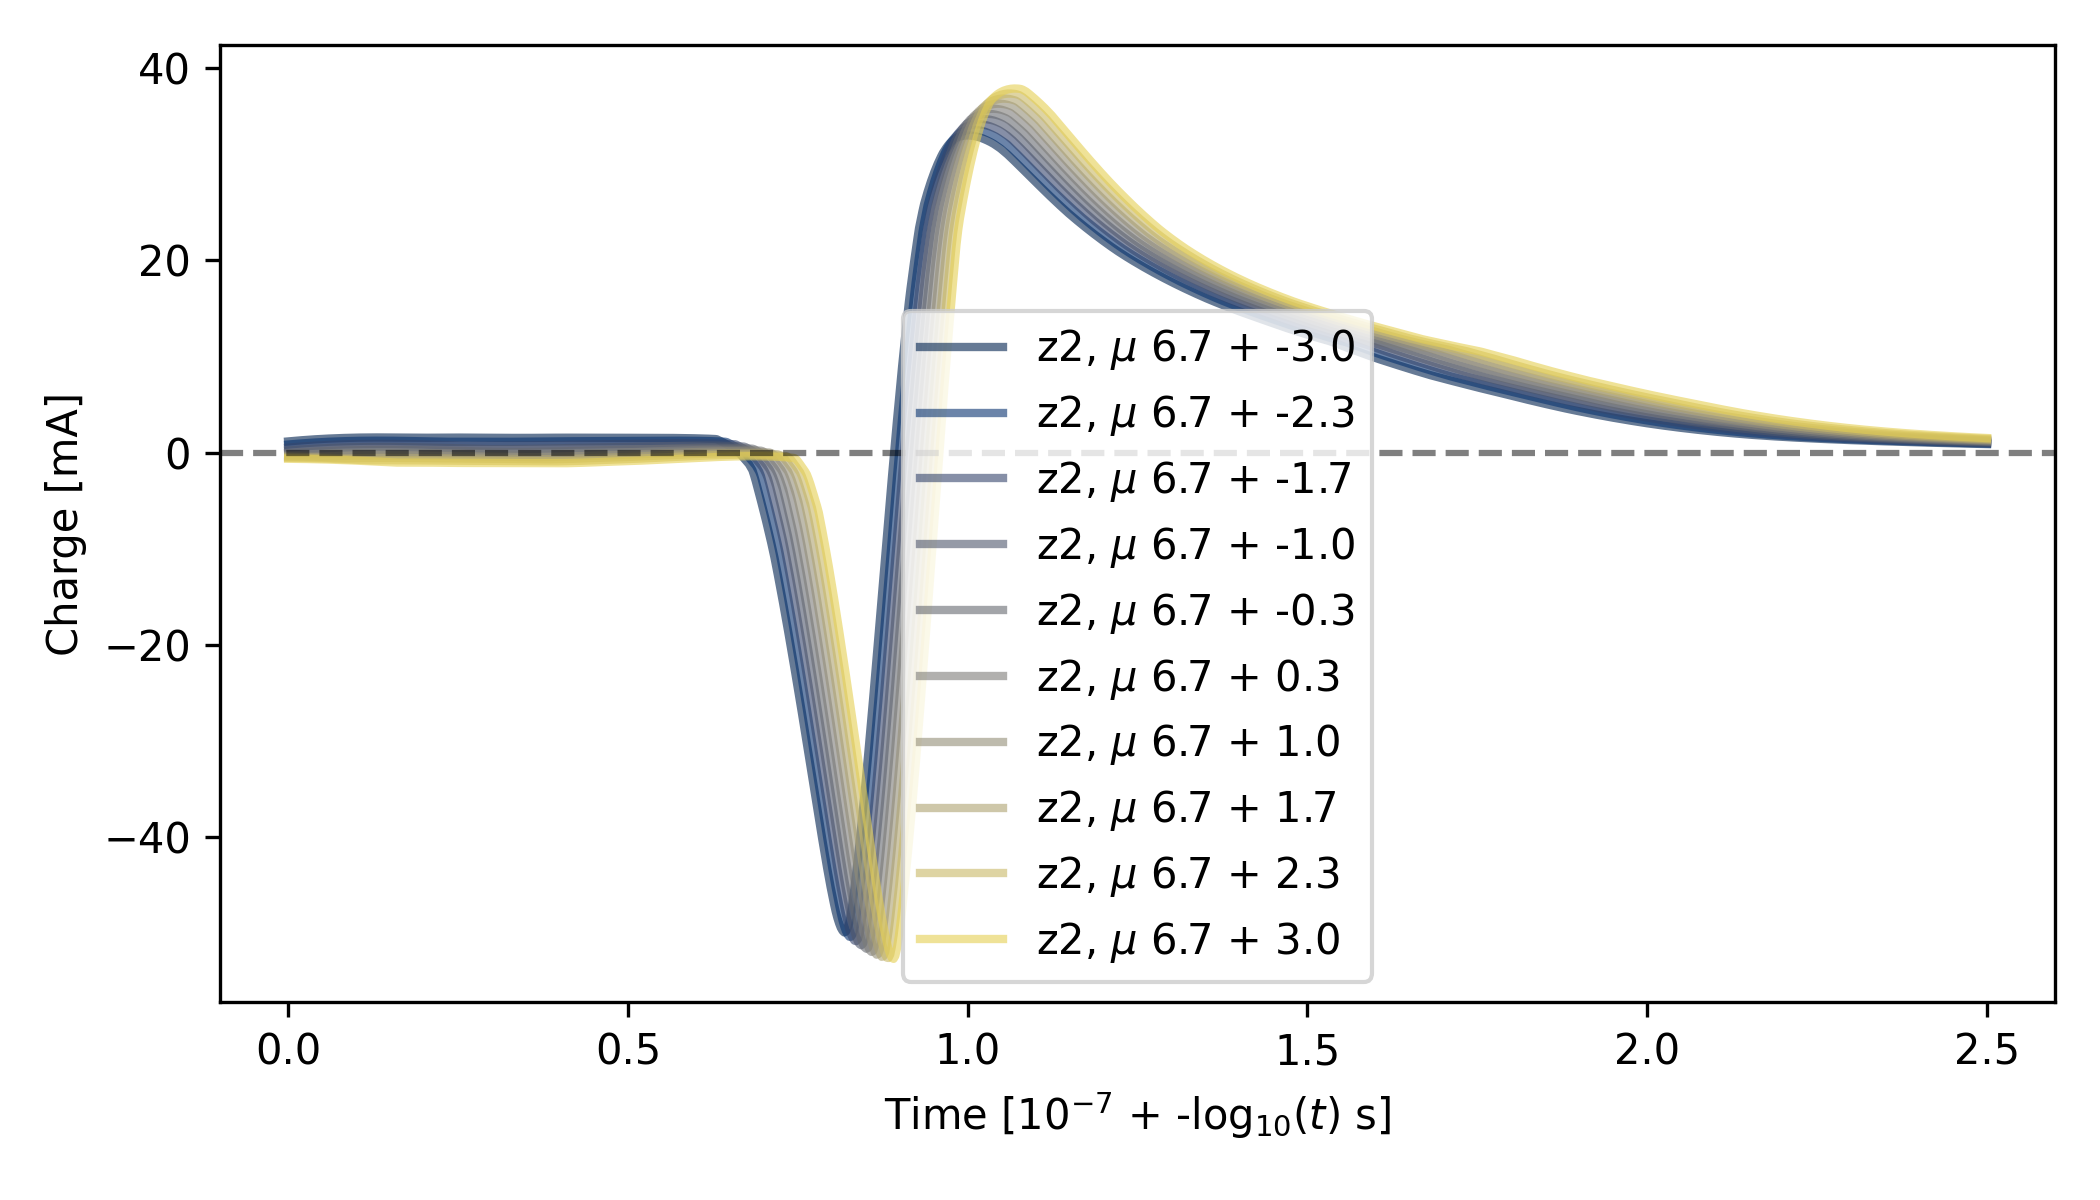 40
20
0
−20
−40
Charge [mA]
z2, μ 6.7 + -3.0
z2, μ 6.7 + -2.3
z2, μ 6.7 + -1.7
z2, μ 6.7 + -1.0
z2, μ 6.7 + -0.3
z2, μ 6.7 + 0.3
z2, μ 6.7 + 1.0
z2, μ 6.7 + 1.7
z2, μ 6.7 + 2.3
z2, μ 6.7 + 3.0
0.0 0.5 1.0 1.5 2.0 2.5
Time [10⁻⁷ + -log₁₀(t) s]